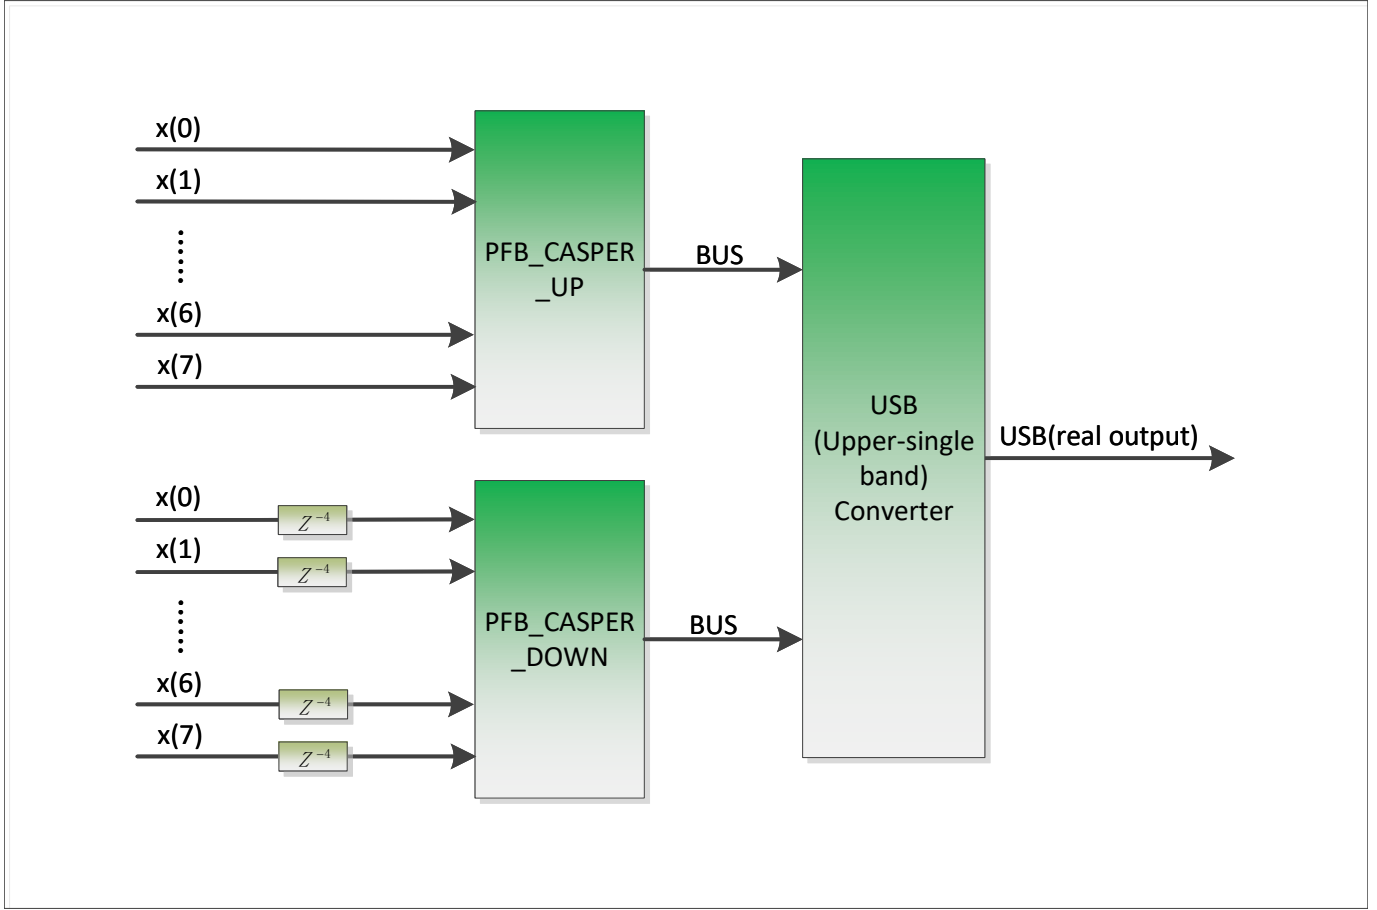 x(0)
x(1)
x(6)
x(7)
PFB_CASPER
_UP
BUS
USB
(Upper-single
band)
Converter
USB(real output)
x(0)
Z⁻⁴
x(1)
Z⁻⁴
x(6)
Z⁻⁴
x(7)
Z⁻⁴
PFB_CASPER
_DOWN
BUS